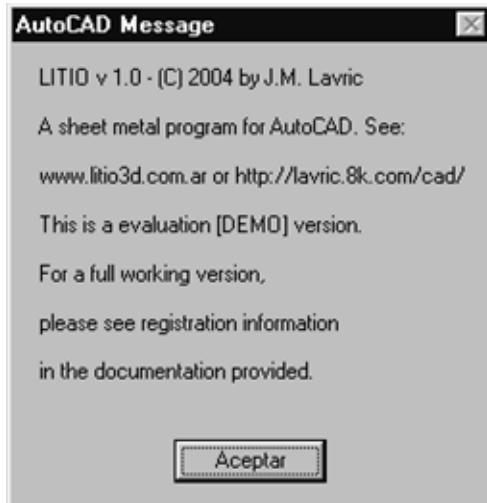 AutoCAD Message
LITIO v 1.0 - (C) 2004 by J.M. Lavric
A sheet metal program for AutoCAD. See:
www.litio3d.com.ar or http://lavric.8k.com/cad/
This is a evaluation [DEMO] version.
For a full working version,
please see registration information
in the documentation provided.
Aceptar